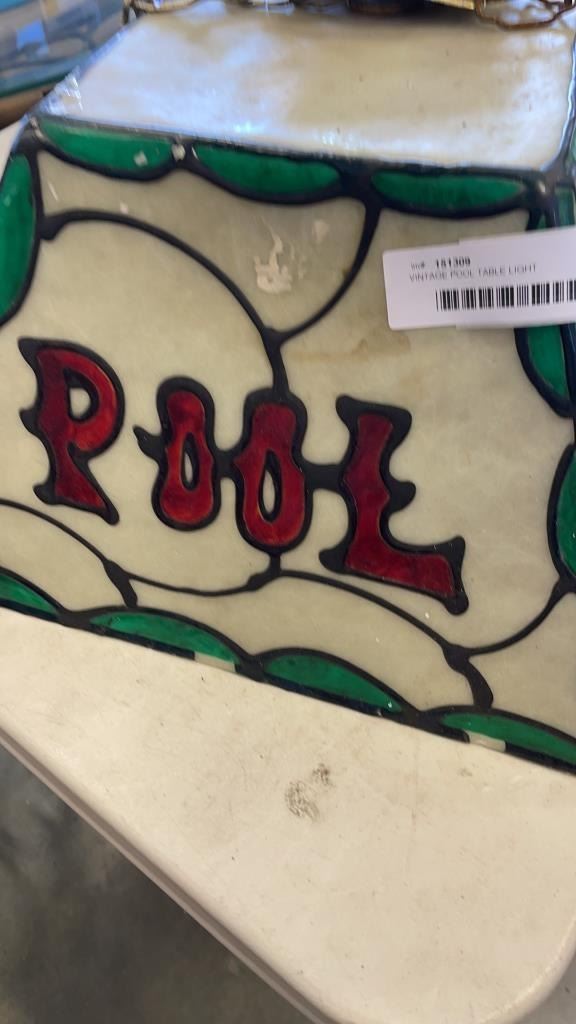 inv#: 151309
VINTAGE POOL TABLE LIGHT
POOL